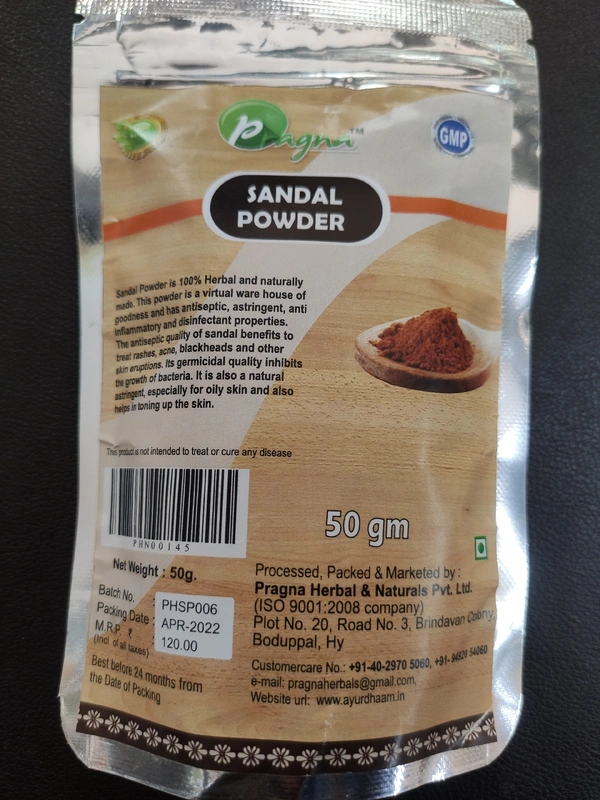 Pragna™
GMP
SANDAL
POWDER
Sandal Powder is 100% Herbal and naturally
made. This powder is a virtual ware house of
goodness and has antiseptic, astringent, anti
inflammatory and disinfectant properties.
The antiseptic quality of sandal benefits to
treat rashes, acne, blackheads and other
skin eruptions. Its germicidal quality inhibits
the growth of bacteria. It is also a natural
astringent, especially for oily skin and also
helps in toning up the skin.
This product is not intended to treat or cure any disease
PHN00145
50 gm
Net Weight : 50g.
Batch No. : PHSP006
Packing Date : APR-2022
M.R.P. ₹ : 120.00
(Incl. of all taxes)
Best before 24 months from
the Date of Packing
Processed, Packed & Marketed by :
Pragna Herbal & Naturals Pvt. Ltd.
(ISO 9001:2008 company)
Plot No. 20, Road No. 3, Brindavan Colony,
Boduppal, Hy
Customercare No.: +91-40-2970 5060, +91- 94920 54060
e-mail: pragnaherbals@gmail.com,
Website url: www.ayurdhaam.in